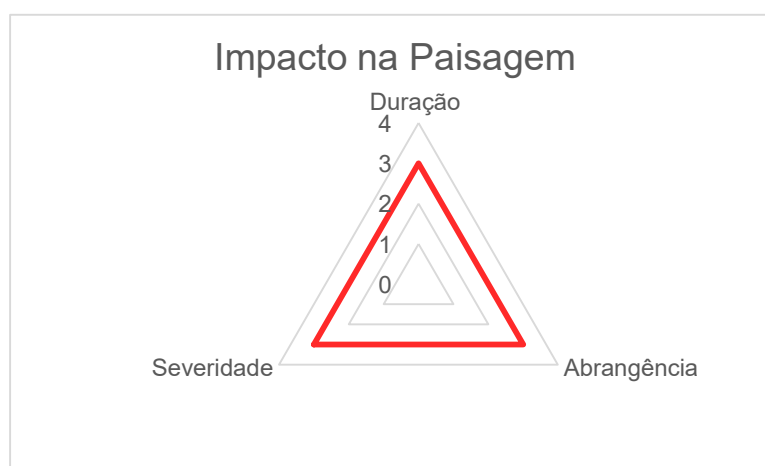 Impacto na Paisagem
Duração
4
3
2
1
0
Severidade
Abrangência